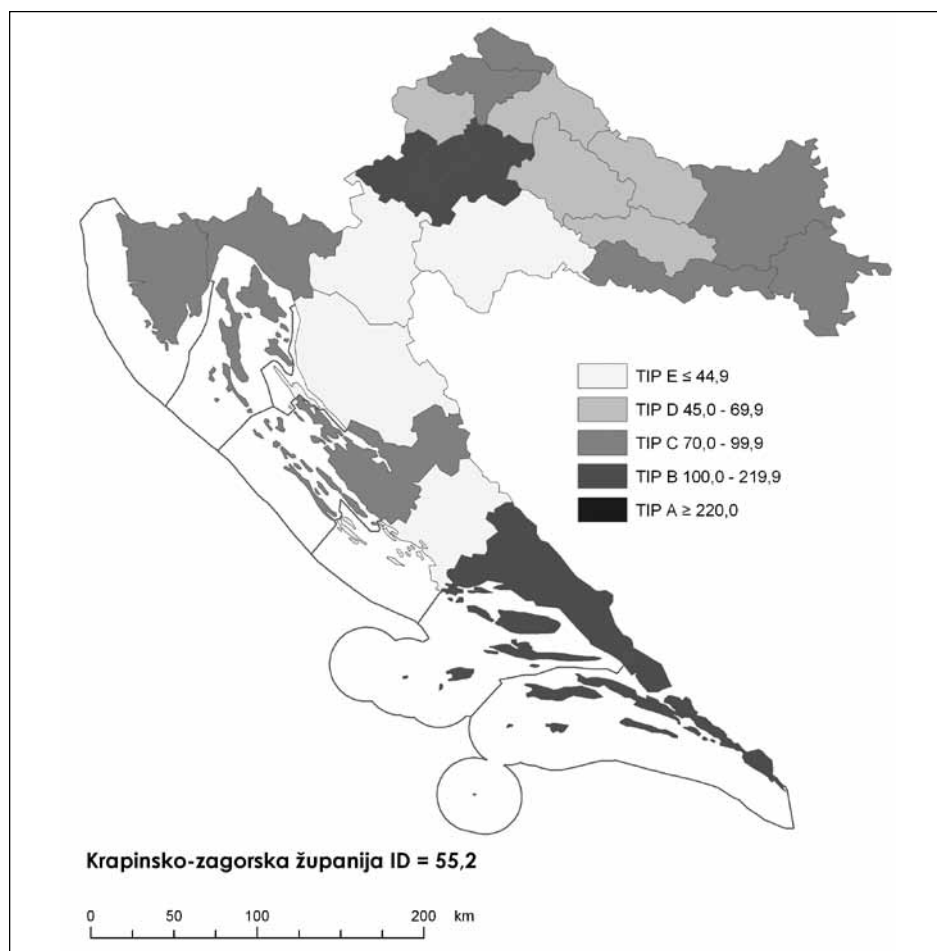 TIP E ≤ 44,9
TIP D 45,0 - 69,9
TIP C 70,0 - 99,9
TIP B 100,0 - 219,9
TIP A ≥ 220,0
Krapinsko-zagorska županija ID = 55,2
0 50 100 200 km